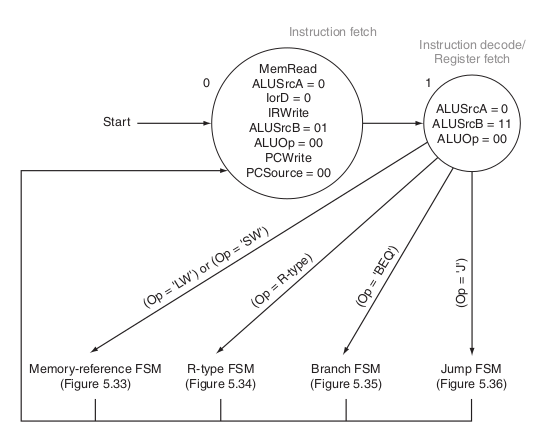 Instruction fetch
Instruction decode/
Register fetch
0
1
Start
MemRead
ALUSrcA = 0
IorD = 0
IRWrite
ALUSrcB = 01
ALUOp = 00
PCWrite
PCSource = 00
ALUSrcA = 0
ALUSrcB = 11
ALUOp = 00
(Op = 'LW') or (Op = 'SW')
(Op = R-type)
(Op = 'BEQ')
(Op = 'J')
Memory-reference FSM
(Figure 5.33)
R-type FSM
(Figure 5.34)
Branch FSM
(Figure 5.35)
Jump FSM
(Figure 5.36)